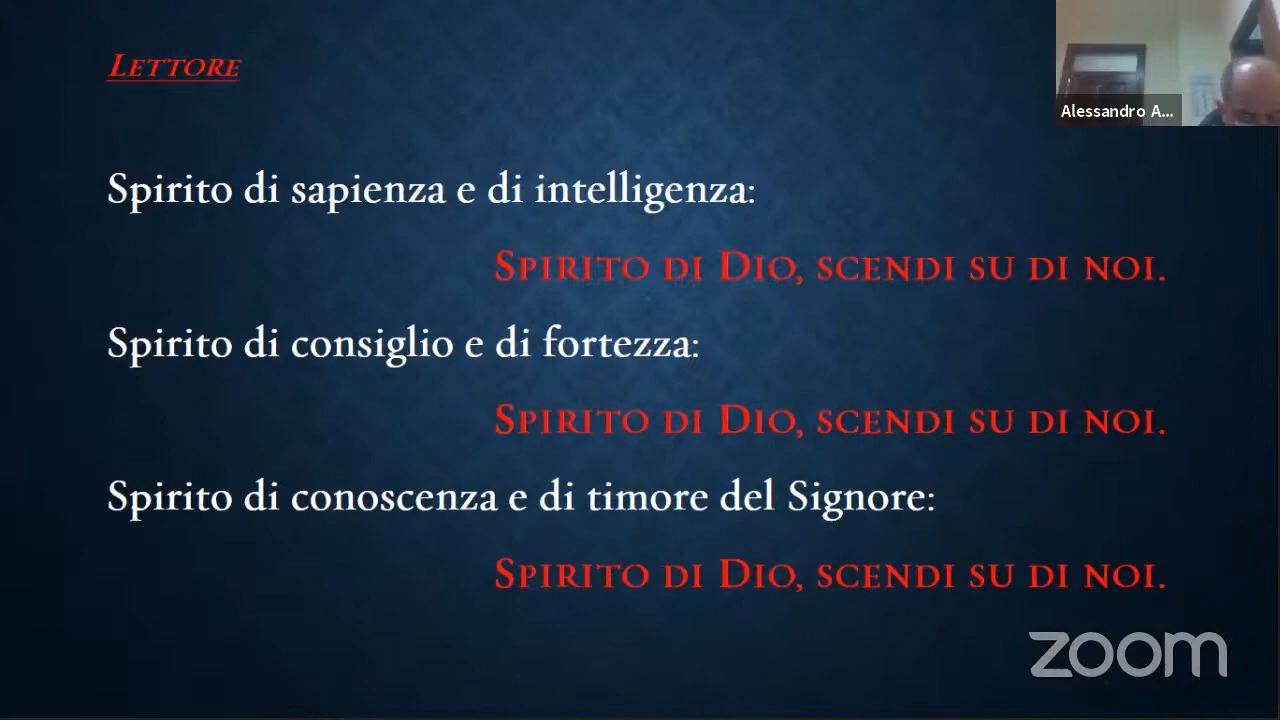 LETTORE
Alessandro A...
Spirito di sapienza e di intelligenza:
SPIRITO DI DIO, SCENDI SU DI NOI.
Spirito di consiglio e di fortezza:
SPIRITO DI DIO, SCENDI SU DI NOI.
Spirito di conoscenza e di timore del Signore:
SPIRITO DI DIO, SCENDI SU DI NOI.
zoom